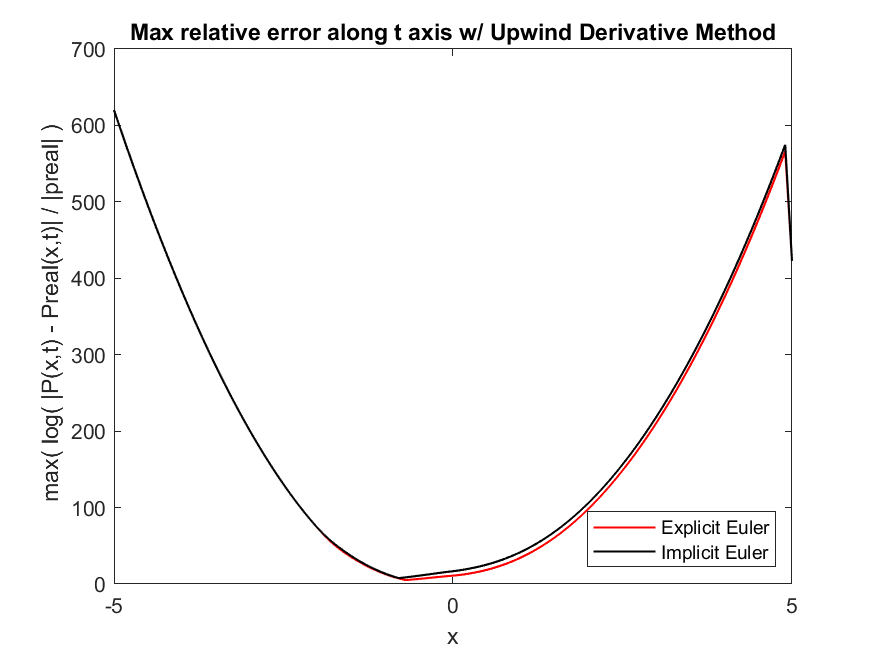 Max relative error along t axis w/ Upwind Derivative Method
700
600
500
400
300
200
100
0
max( log( |P(x,t) - Preal(x,t)| / |preal| )
-5
0
5
x
Explicit Euler
Implicit Euler